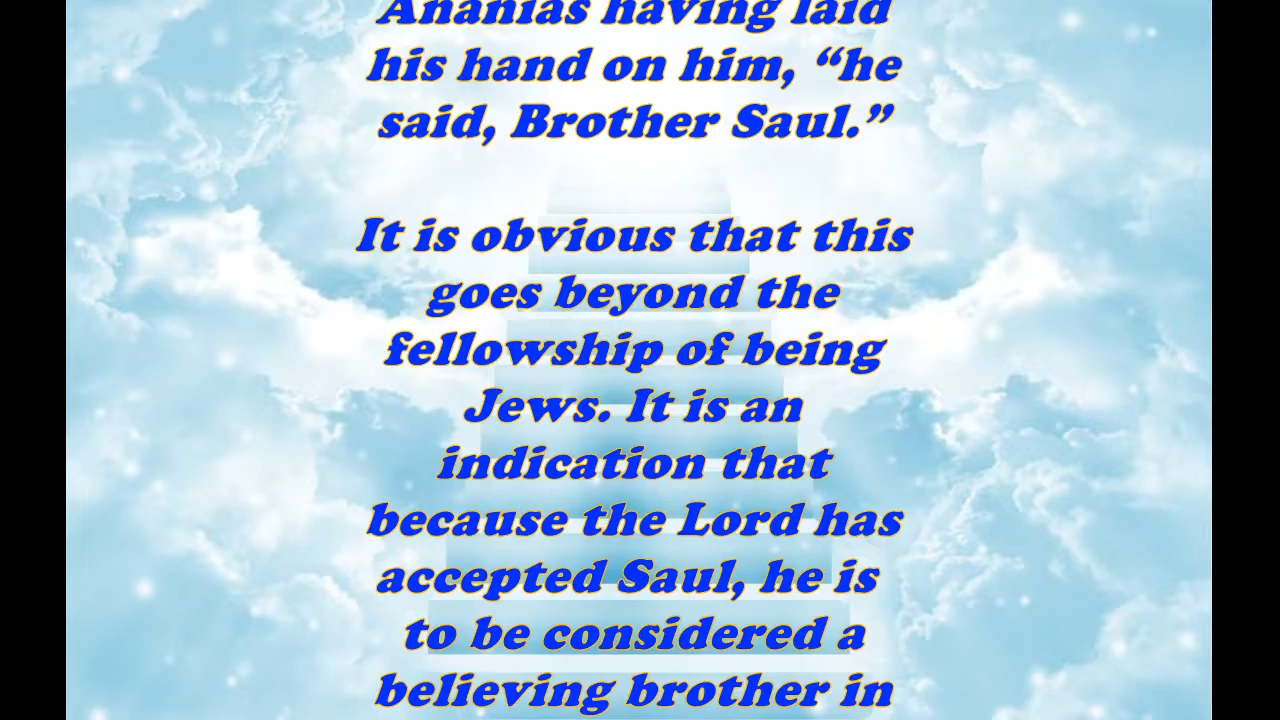 Ananias having laid
his hand on him, “he
said, Brother Saul.”
It is obvious that this
goes beyond the
fellowship of being
Jews. It is an
indication that
because the Lord has
accepted Saul, he is
to be considered a
believing brother in